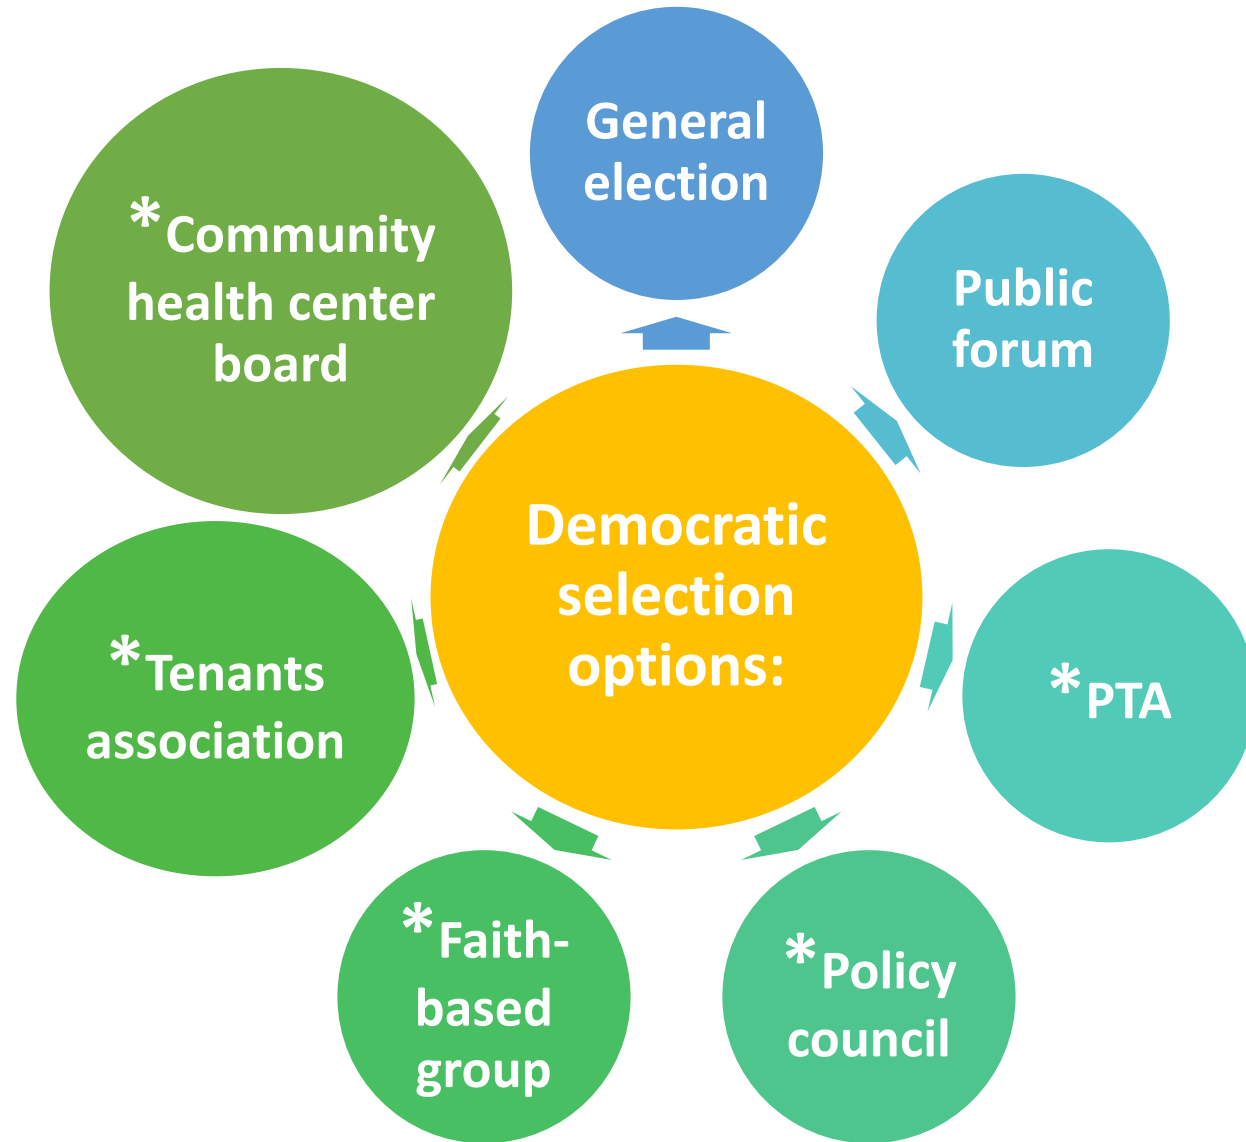 General
election
Public
forum
*PTA
*Policy
council
*Faith-
based
group
*Tenants
association
*Community
health center
board
Democratic
selection
options: